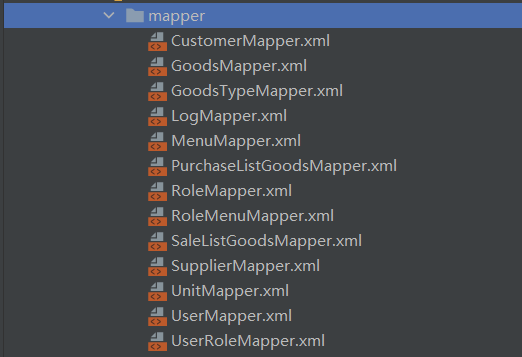 mapper
CustomerMapper.xml
GoodsMapper.xml
GoodsTypeMapper.xml
LogMapper.xml
MenuMapper.xml
PurchaseListGoodsMapper.xml
RoleMapper.xml
RoleMenuMapper.xml
SaleListGoodsMapper.xml
SupplierMapper.xml
UnitMapper.xml
UserMapper.xml
UserRoleMapper.xml